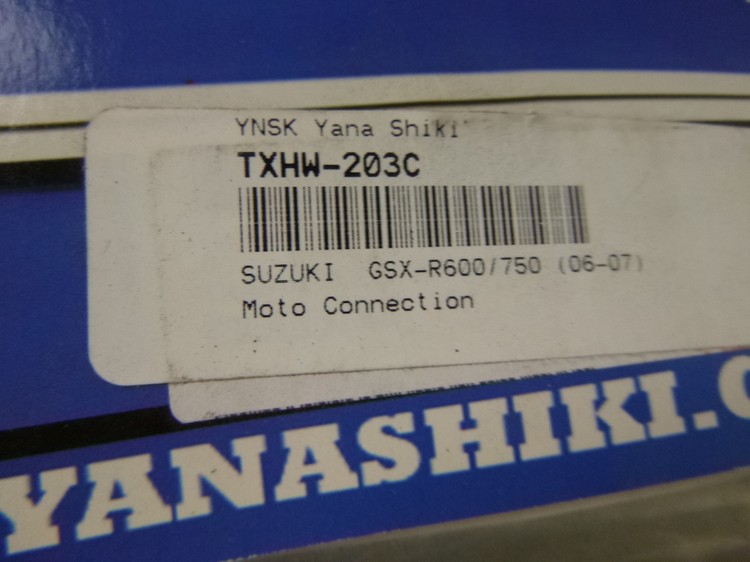 YNSK Yana Shiki
TXHW-203C
SUZUKI GSX-R600/750 (06-07)
Moto Connection
YANASHIKI.C